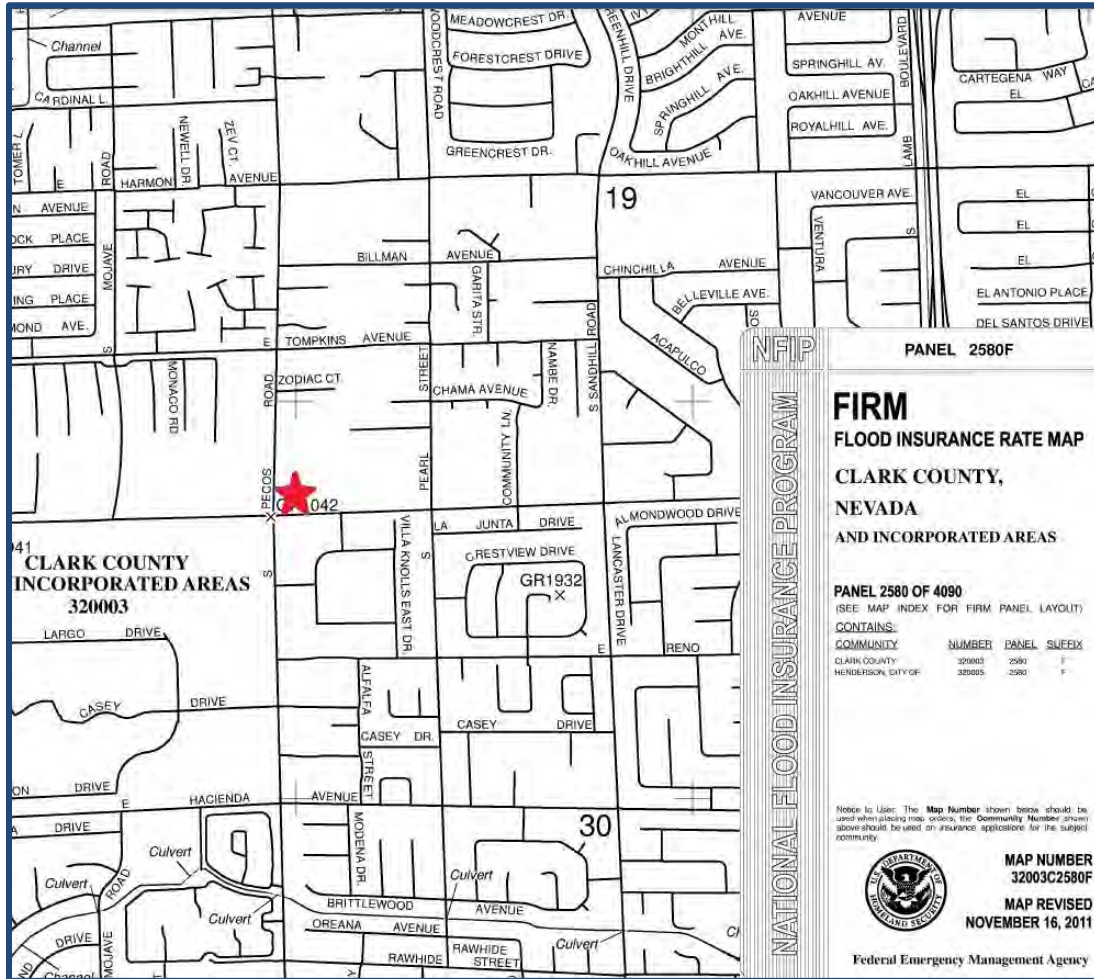 Channel
MEADOWCREST DR.
FORESTCREST DRIVE
GREENCREST DR.
MONTHILL AVE.
BRIGHTHILL AVE.
SPRINGHILL AVE.
OAKHILL AVENUE
AVENUE
SPRINGHILL AV.
OAKHILL AVENUE
ROYALHILL AVE.
BOULEVARD
LAMB
S
CARTEGENA WAY
EL
CARDINAL L.
TOMER L
ROAD
MOJAVE
S
E
HARMON
AVENUE
NEWELL DR
ZEV CT.
N AVENUE
OCK PLACE
URY DRIVE
ING PLACE
MOND AVE.
19
VANCOUVER AVE.
VENTURA
EL
EL
EL
EL ANTONIO PLACE
DEL SANTOS DRIVE
BILLMAN AVENUE
GABITA STR.
CHINCHILLA AVENUE
BELLEVILLE AVE.
ACAPULCO
S SANDHILL ROAD
E TOMPKINS AVENUE
MONACO RD
ROAD
PECOS
S
ZODIAC CT.
STREET
PEARL
S
CHAMA AVENUE
NAMBE DR.
COMMUNITY LN.
042
041
CLARK COUNTY
INCORPORATED AREAS
320003
VILLA KNOLLS EAST DR.
LA JUNTA DRIVE
CRESTVIEW DRIVE
GR1932
ALMONDWOOD DRIVE
LANCASTER DRIVE
E RENO
LARGO DRIVE
CASEY DRIVE
ALFALFA
STREET
CASEY DR.
CASEY DRIVE
ON DRIVE
E HACIENDA AVENUE
A DRIVE
MODENA DR.
30
Culvert
Culvert
Culvert
Culvert
Culvert
ROAD
MOJAVE
BRITTLEWOOD AVENUE
OREANA AVENUE
RAWHIDE
STREET
RAWHIDE
DRIVE
Channel
NFIP
NATIONAL FLOOD INSURANCE PROGRAM
PANEL 2580F
FIRM
FLOOD INSURANCE RATE MAP
CLARK COUNTY,
NEVADA
AND INCORPORATED AREAS
PANEL 2580 OF 4090
(SEE MAP INDEX FOR FIRM PANEL LAYOUT)
CONTAINS:
COMMUNITY NUMBER PANEL SUFFIX
CLARK COUNTY 320003 2580 F
HENDERSON, CITY OF 320005 2580 F
Notice to User: The Map Number shown below should be
used when placing map orders, the Community Number shown
above should be used on insurance applications for the subject
community.
U.S. DEPARTMENT OF HOMELAND SECURITY
MAP NUMBER
32003C2580F
MAP REVISED
NOVEMBER 16, 2011
Federal Emergency Management Agency